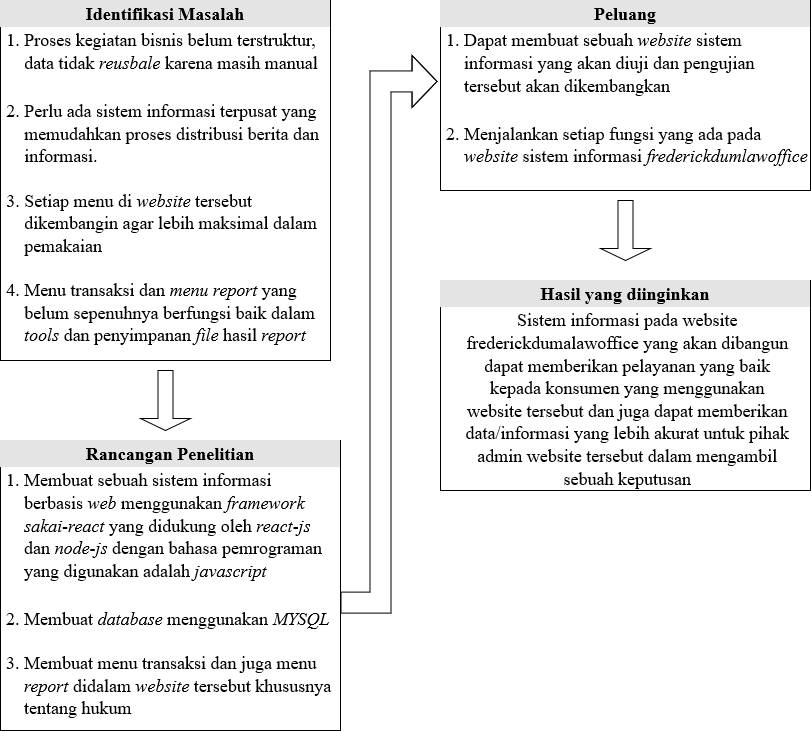 Identifikasi Masalah
1. Proses kegiatan bisnis belum terstruktur,
data tidak reusbale karena masih manual
2. Perlu ada sistem informasi terpusat yang
memudahkan proses distribusi berita dan
informasi.
3. Setiap menu di website tersebut
dikembangin agar lebih maksimal dalam
pemakaian
4. Menu transaksi dan menu report yang
belum sepenuhnya berfungsi baik dalam
tools dan penyimpanan file hasil report
Rancangan Penelitian
1. Membuat sebuah sistem informasi
berbasis web menggunakan framework
sakai-react yang didukung oleh react-js
dan node-js dengan bahasa pemrograman
yang digunakan adalah javascript
2. Membuat database menggunakan MYSQL
3. Membuat menu transaksi dan juga menu
report didalam website tersebut khususnya
tentang hukum
Peluang
1. Dapat membuat sebuah website sistem
informasi yang akan diuji dan pengujian
tersebut akan dikembangkan
2. Menjalankan setiap fungsi yang ada pada
website sistem informasi frederickdumlawoffice
Hasil yang diinginkan
Sistem informasi pada website
frederickdumalawoffice yang akan dibangun
dapat memberikan pelayanan yang baik
kepada konsumen yang menggunakan
website tersebut dan juga dapat memberikan
data/informasi yang lebih akurat untuk pihak
admin website tersebut dalam mengambil
sebuah keputusan